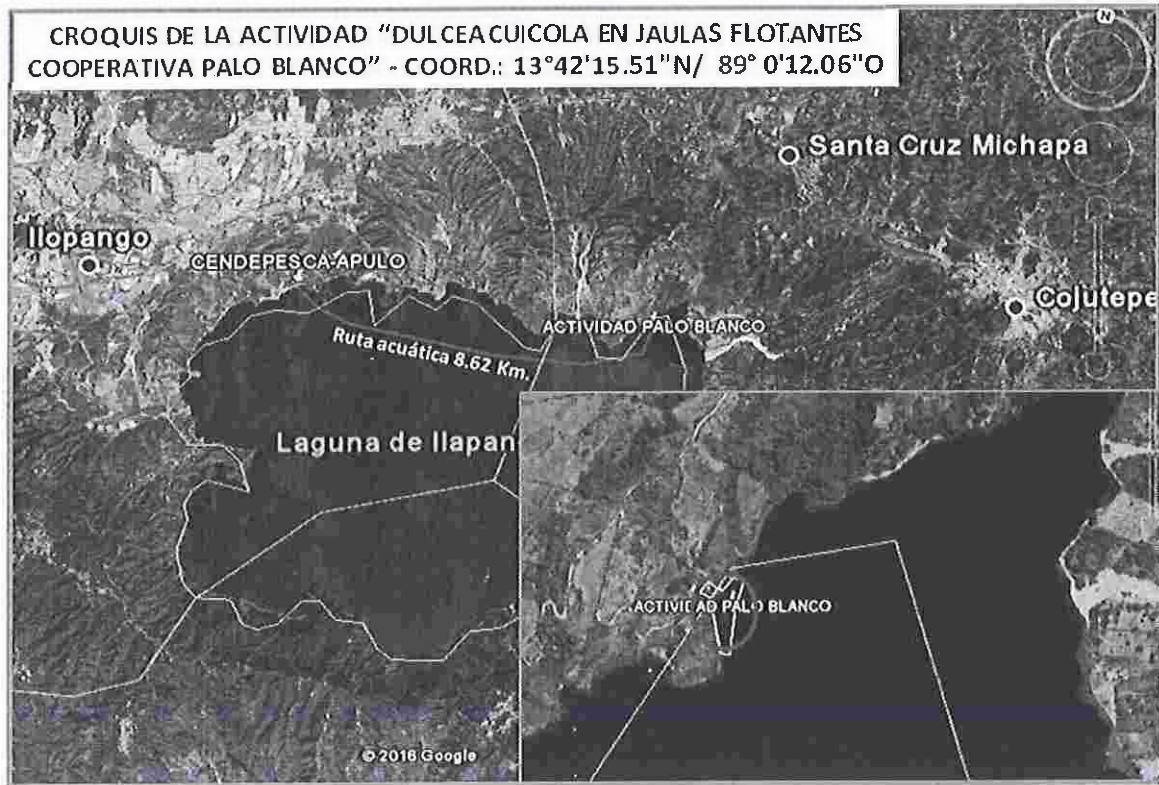 CROQUIS DE LA ACTIVIDAD "DULCEACUICOLA EN JAULAS FLOTANTES
COOPERATIVA PALO BLANCO" - COORD.: 13°42'15.51"N/ 89° 0'12.06"O
N
Santa Cruz Michapa
Ilopango
CENDEPESCA-APULO
Cojutepe
ACTIVIDAD PALO BLANCO
Ruta acuática 8.62 Km.
Laguna de Ilapan
ACTIVIDAD PALO BLANCO
© 2016 Google